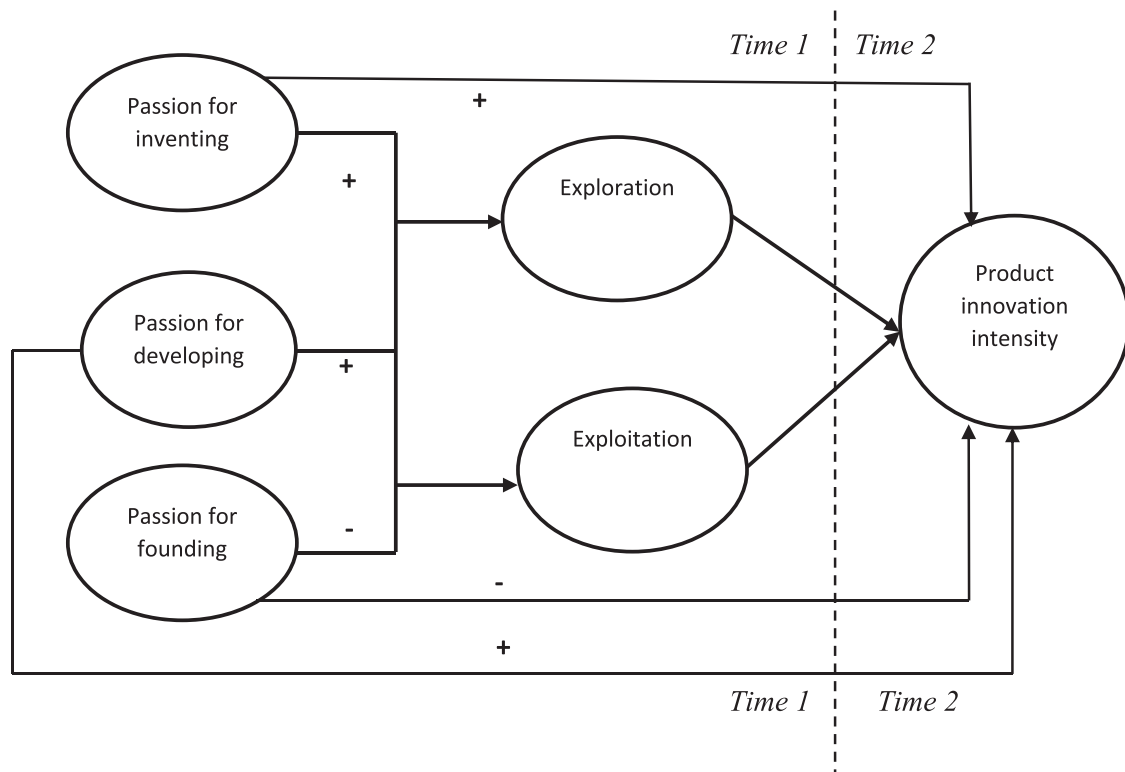 Time 1
Time 2
Passion for
inventing
+
+
Exploration
Product
innovation
intensity
Passion for
developing
+
Exploitation
Passion for
founding
-
-
+
Time 1
Time 2